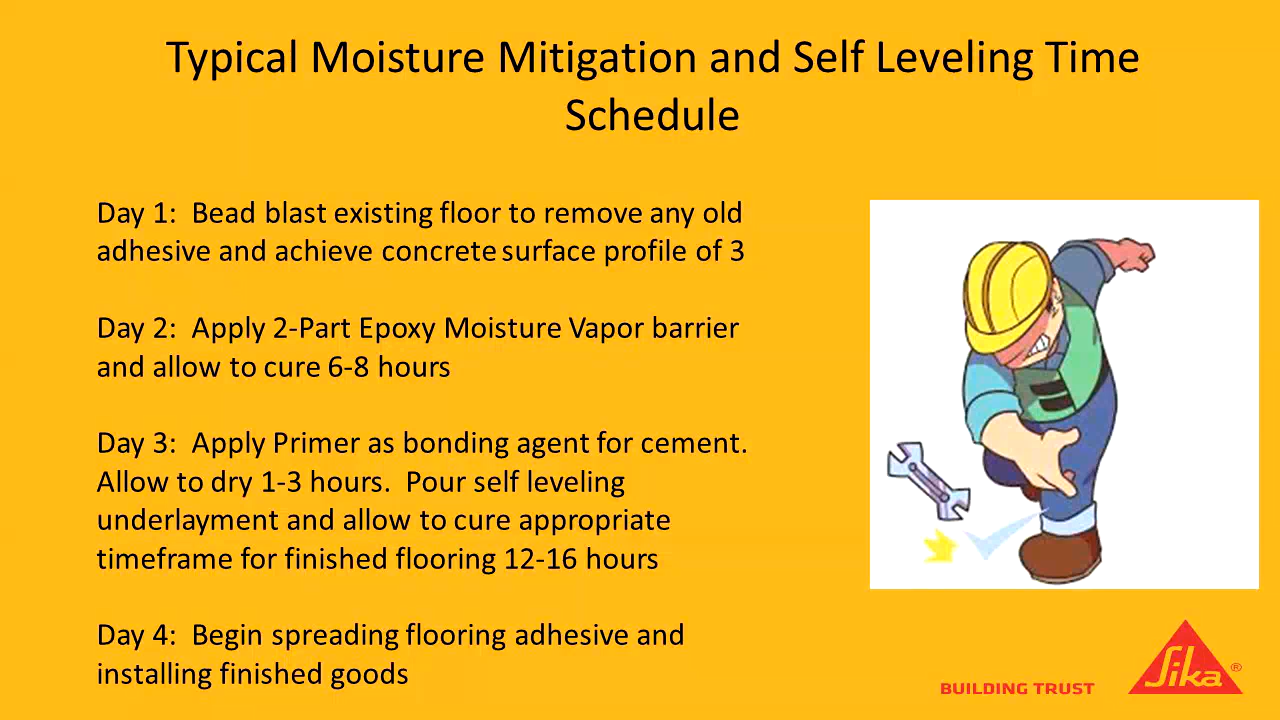 Typical Moisture Mitigation and Self Leveling Time
Schedule
Day 1:  Bead blast existing floor to remove any old
adhesive and achieve concrete surface profile of 3
Day 2:  Apply 2-Part Epoxy Moisture Vapor barrier
and allow to cure 6-8 hours
Day 3:  Apply Primer as bonding agent for cement.
Allow to dry 1-3 hours.  Pour self leveling
underlayment and allow to cure appropriate
timeframe for finished flooring 12-16 hours
Day 4:  Begin spreading flooring adhesive and
installing finished goods
BUILDING TRUST
Sika®